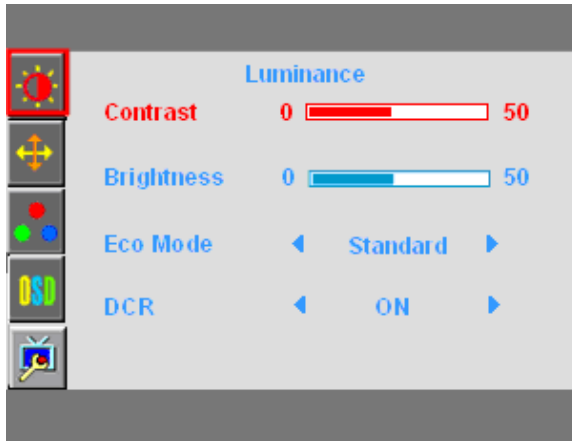 Luminance
Contrast 0 50
Brightness 0 50
Eco Mode Standard
DCR ON
OSD